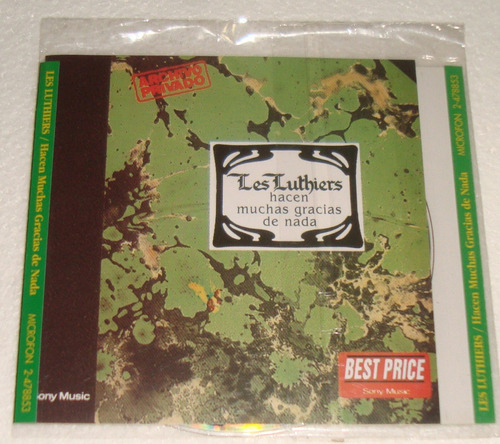 LES LUTHIERS / Hacen Muchas Gracias de Nada
MICROFON 2-478853
ARCHIVO
PRIVADO
Les Luthiers
hacen
muchas gracias
de nada
BEST PRICE
Sony Music
ony Music
LES LUTHIERS / Hacen Muchas Gracias de Nada
MICROFON 2-478853